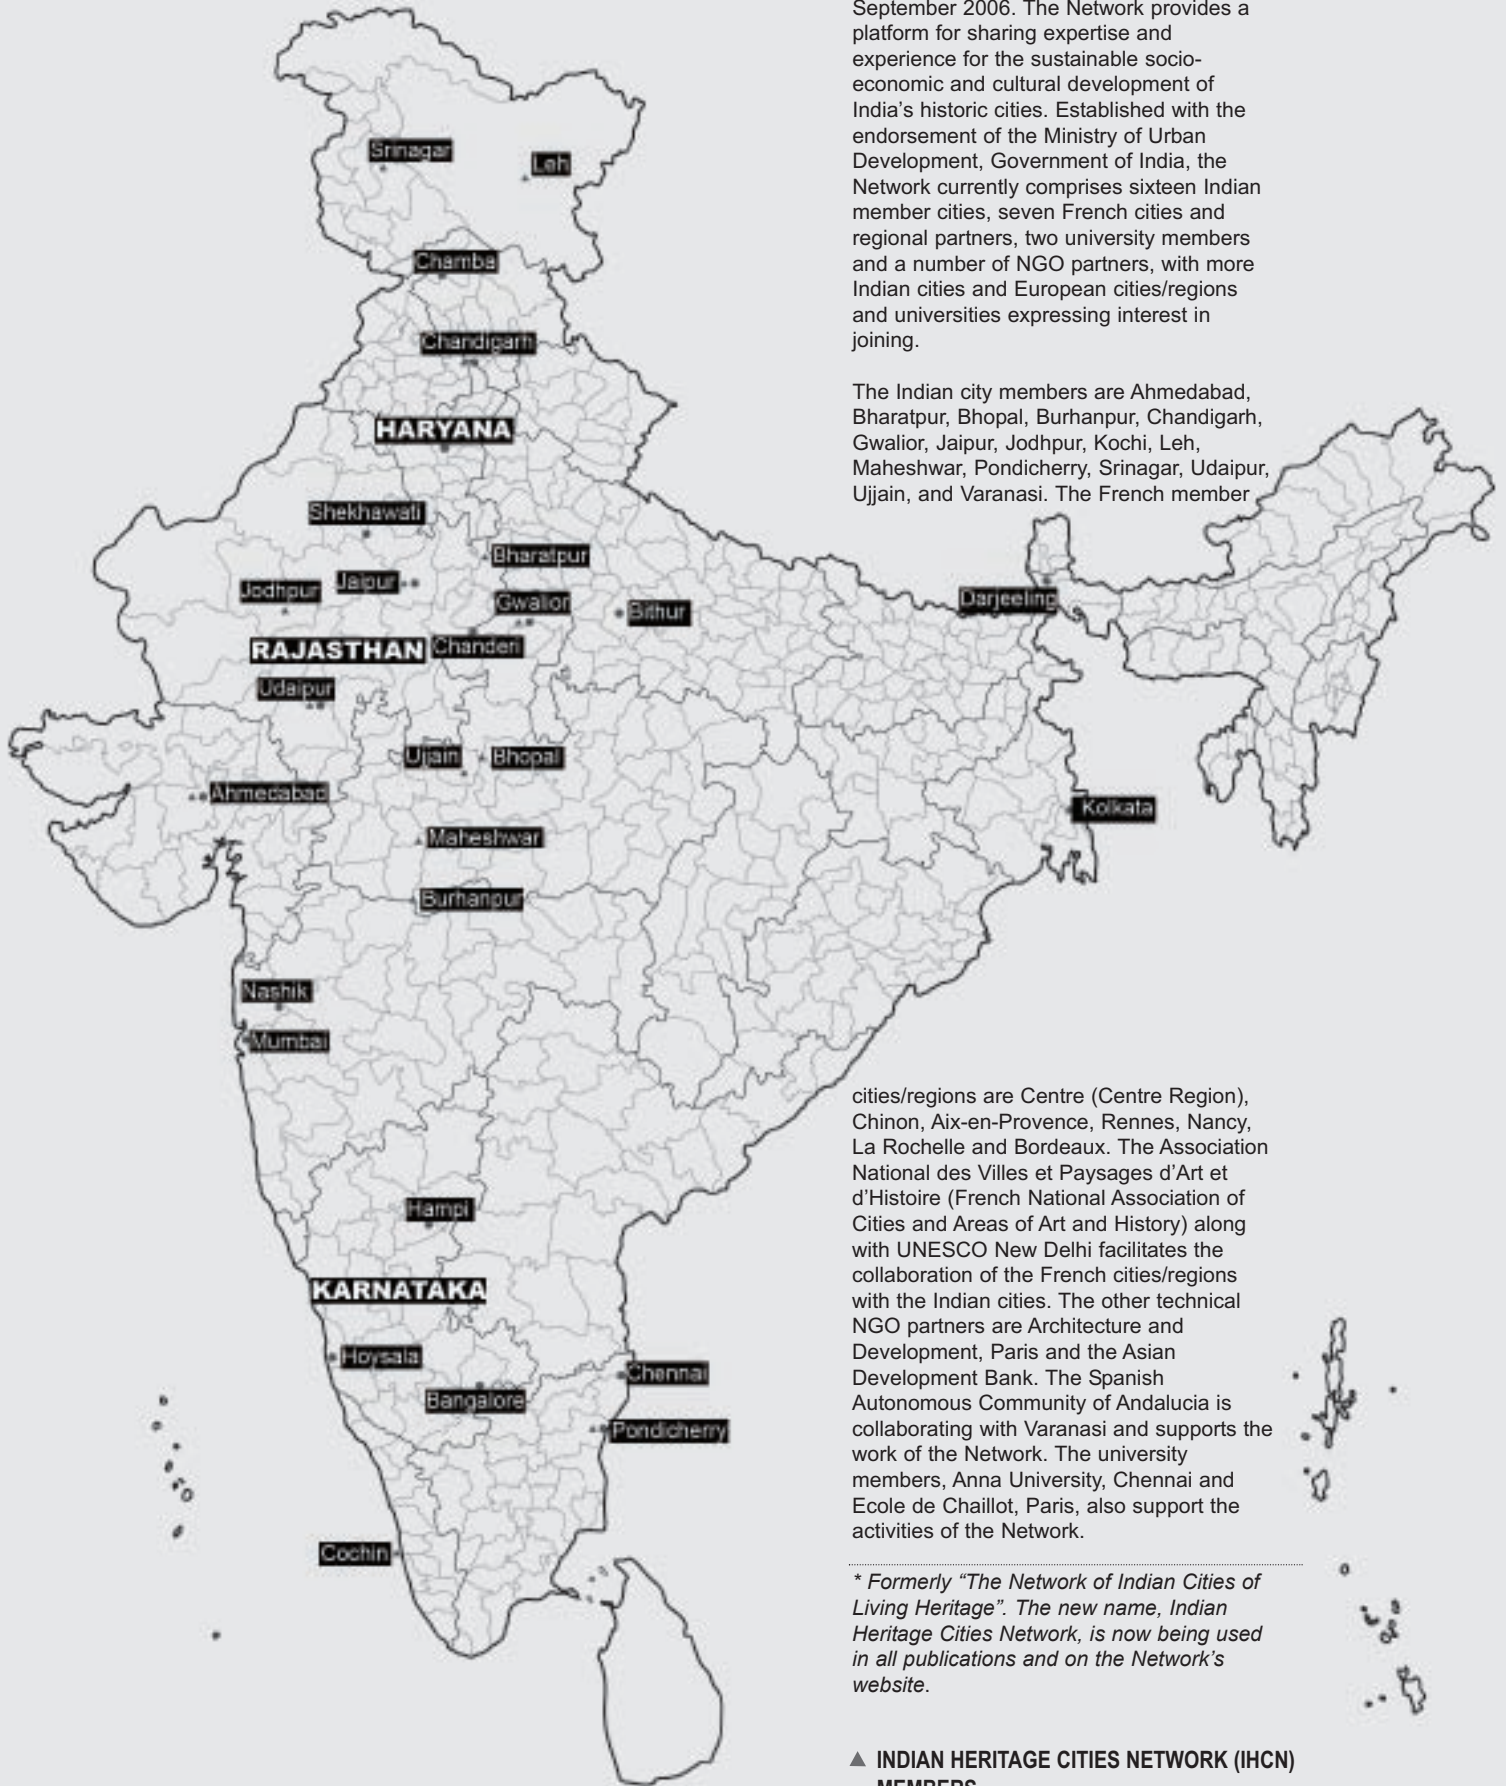 September 2006. The Network provides a
platform for sharing expertise and
experience for the sustainable socio-
economic and cultural development of
India's historic cities. Established with the
endorsement of the Ministry of Urban
Development, Government of India, the
Network currently comprises sixteen Indian
member cities, seven French cities and
regional partners, two university members
and a number of NGO partners, with more
Indian cities and European cities/regions
and universities expressing interest in
joining.
The Indian city members are Ahmedabad,
Bharatpur, Bhopal, Burhanpur, Chandigarh,
Gwalior, Jaipur, Jodhpur, Kochi, Leh,
Maheshwar, Pondicherry, Srinagar, Udaipur,
Ujjain, and Varanasi. The French member
cities/regions are Centre (Centre Region),
Chinon, Aix-en-Provence, Rennes, Nancy,
La Rochelle and Bordeaux. The Association
National des Villes et Paysages d'Art et
d'Histoire (French National Association of
Cities and Areas of Art and History) along
with UNESCO New Delhi facilitates the
collaboration of the French cities/regions
with the Indian cities. The other technical
NGO partners are Architecture and
Development, Paris and the Asian
Development Bank. The Spanish
Autonomous Community of Andalucia is
collaborating with Varanasi and supports the
work of the Network. The university
members, Anna University, Chennai and
Ecole de Chaillot, Paris, also support the
activities of the Network.
* Formerly "The Network of Indian Cities of
Living Heritage". The new name, Indian
Heritage Cities Network, is now being used
in all publications and on the Network's
website.
▲ INDIAN HERITAGE CITIES NETWORK (IHCN)
MEMBERS
Srinagar
Leh
Chamba
Chandigarh
HARYANA
Shekhawati
Bharatpur
Jaipur
Jodhpur
Gwalior
Bithur
Darjeeling
RAJASTHAN
Chanderi
Udaipur
Ujjain
Bhopal
Ahmedabad
Kolkata
Maheshwar
Burhanpur
Nashik
Mumbai
Hampi
KARNATAKA
Hoysala
Chennai
Bangalore
Pondicherry
Cochin